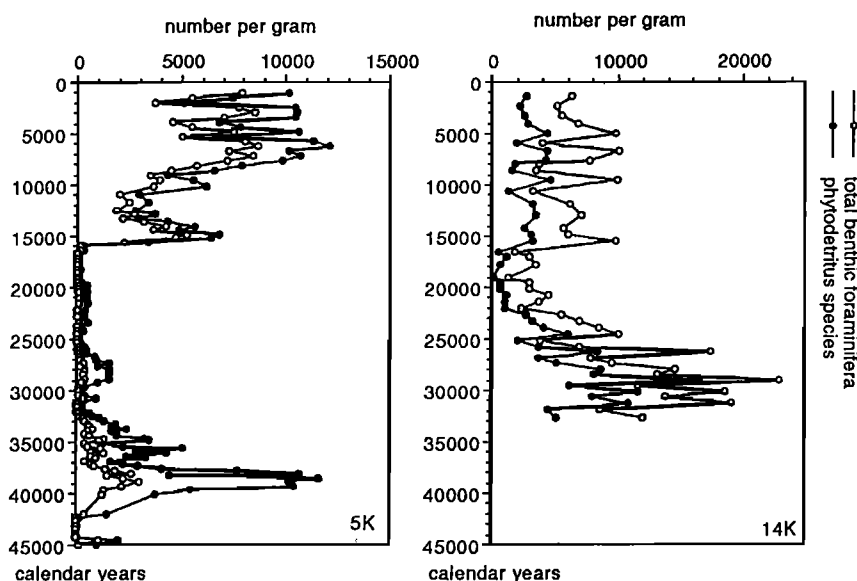 number per gram
0 5000 10000 15000
0
5000
10000
15000
20000
25000
30000
35000
40000
45000
5K
calendar years
number per gram
10000 20000
0
5000
10000
15000
20000
25000
30000
35000
40000
45000
14K
calendar years
total benthic foraminifera
phytodetritus species